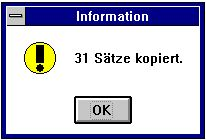 Information
31 Sätze kopiert.
OK